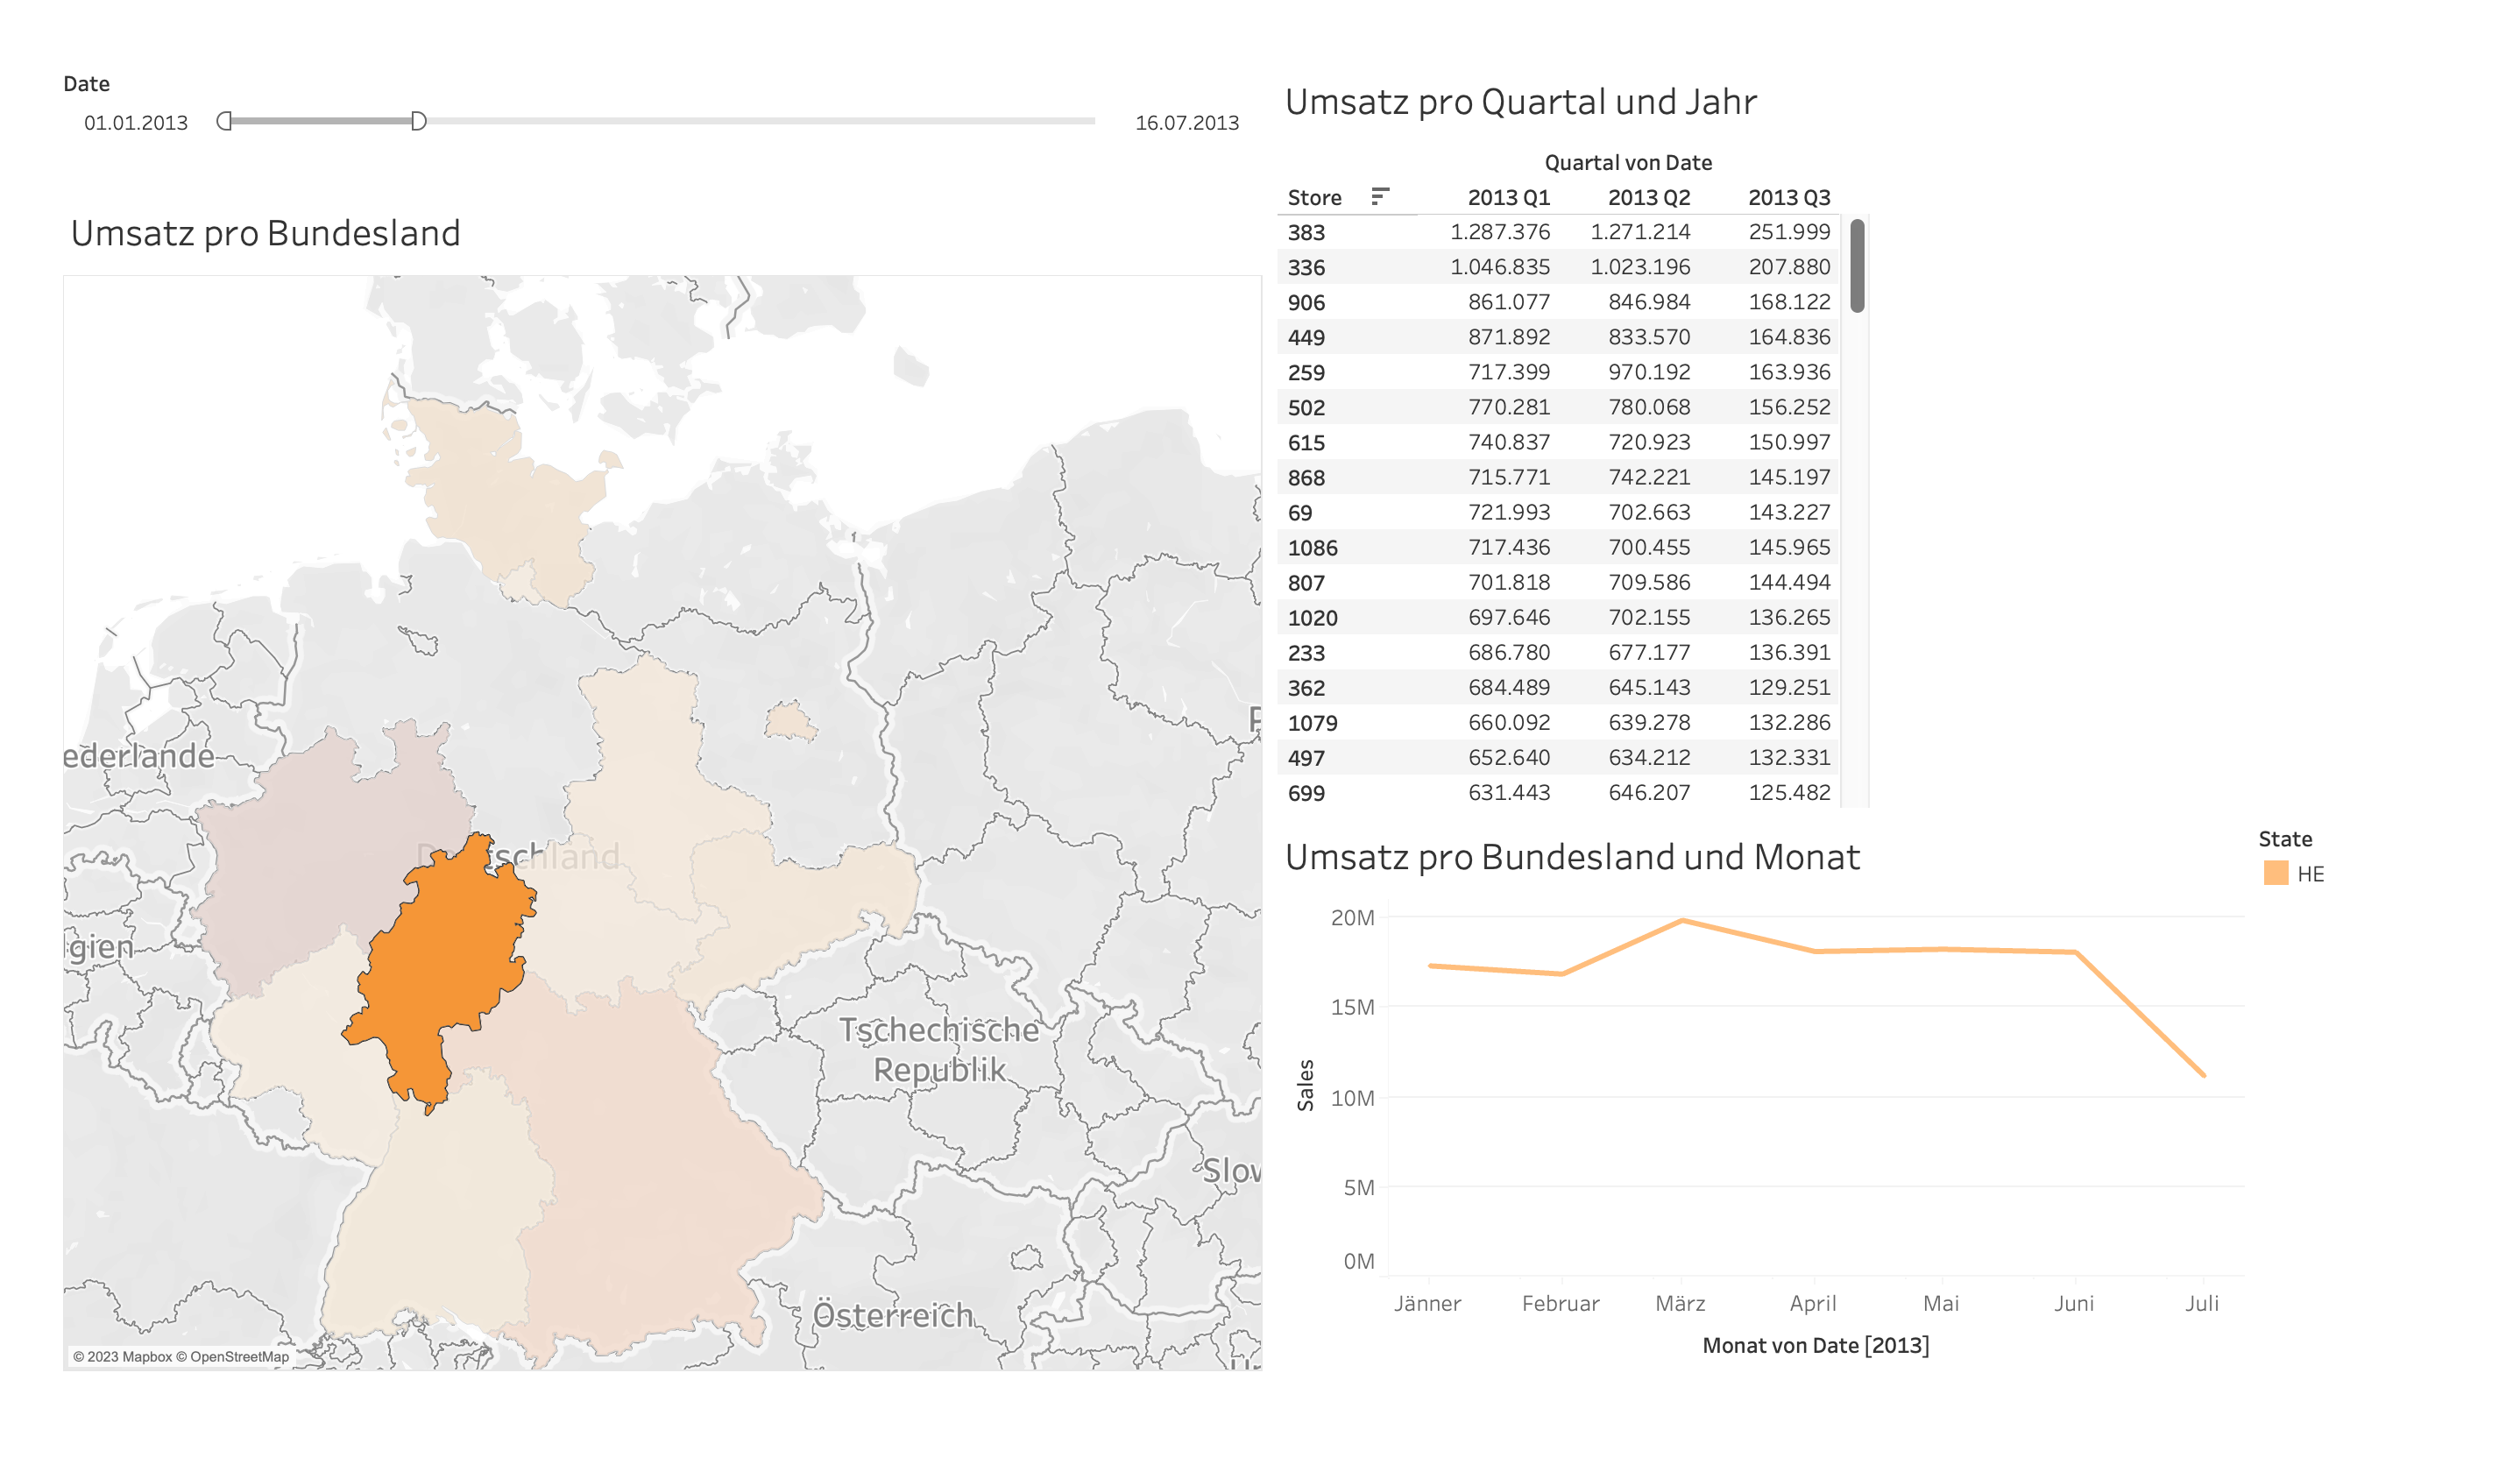 Date
01.01.2013 16.07.2013
Umsatz pro Bundesland
ederlande
Deutschland
gien
Tschechische
Republik
Slow
Österreich
© 2023 Mapbox © OpenStreetMap
Umsatz pro Quartal und Jahr
Quartal von Date
Store 2013 Q1 2013 Q2 2013 Q3
383 1.287.376 1.271.214 251.999
336 1.046.835 1.023.196 207.880
906 861.077 846.984 168.122
449 871.892 833.570 164.836
259 717.399 970.192 163.936
502 770.281 780.068 156.252
615 740.837 720.923 150.997
868 715.771 742.221 145.197
69 721.993 702.663 143.227
1086 717.436 700.455 145.965
807 701.818 709.586 144.494
1020 697.646 702.155 136.265
233 686.780 677.177 136.391
362 684.489 645.143 129.251
1079 660.092 639.278 132.286
497 652.640 634.212 132.331
699 631.443 646.207 125.482
Umsatz pro Bundesland und Monat
State
HE
20M
15M
10M
5M
0M
Sales
Jänner Februar März April Mai Juni Juli
Monat von Date [2013]